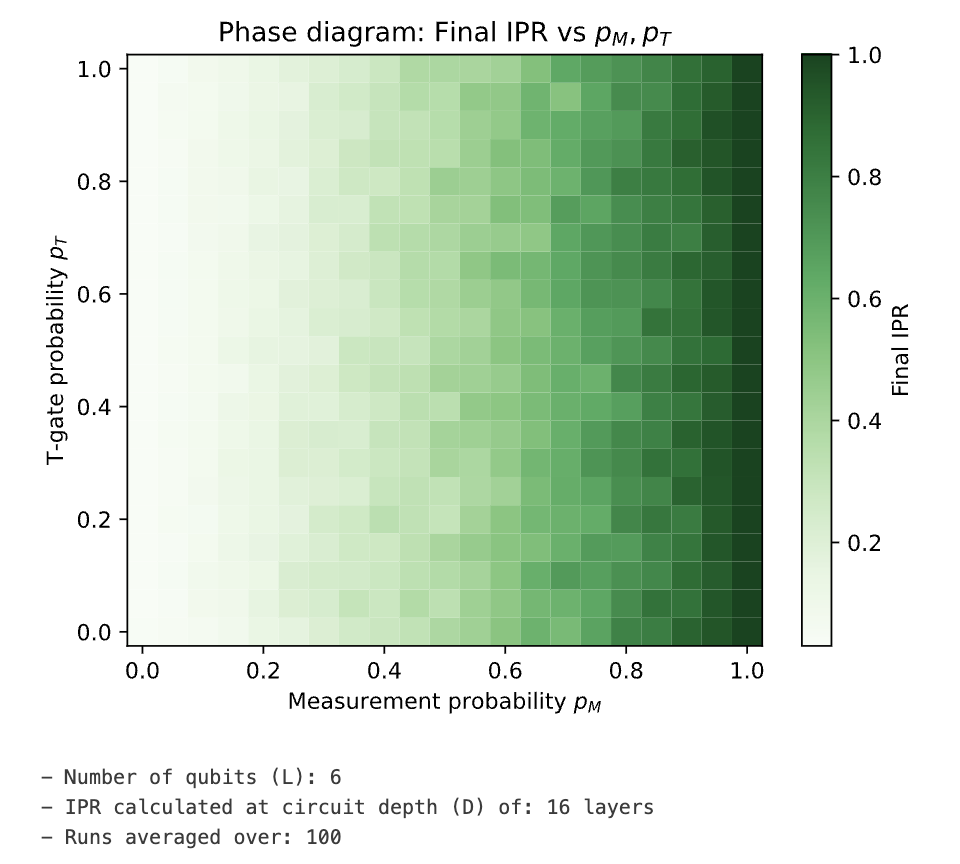 Phase diagram: Final IPR vs p_M, p_T
1.0
0.8
0.6
0.4
0.2
0.0
T-gate probability p_T
0.0 0.2 0.4 0.6 0.8 1.0
Measurement probability p_M
1.0
0.8
0.6
0.4
0.2
Final IPR
− Number of qubits (L): 6
− IPR calculated at circuit depth (D) of: 16 layers
− Runs averaged over: 100